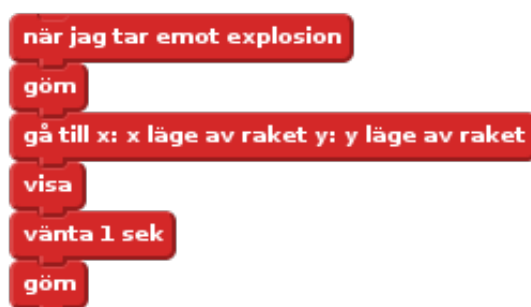 när jag tar emot explosion
göm
gå till x: x läge av raket y: y läge av raket
visa
vänta 1 sek
göm